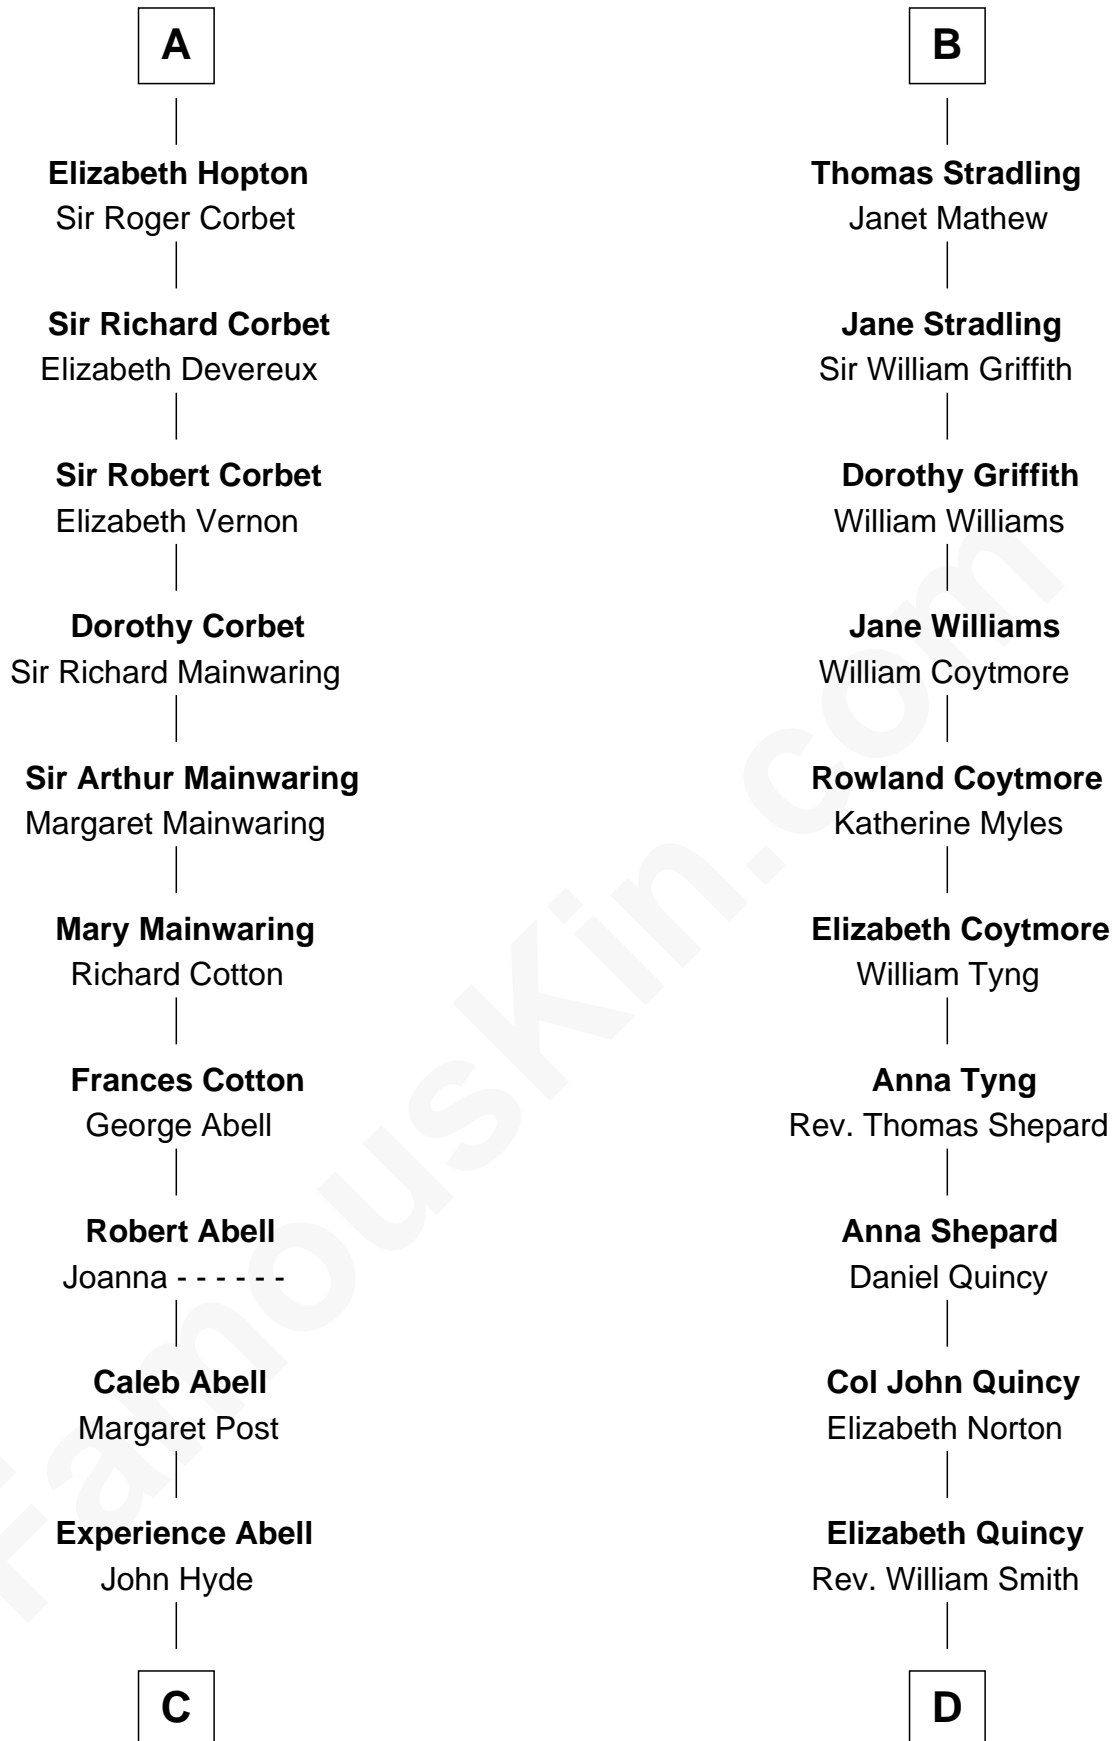 A
Elizabeth Hopton
Sir Roger Corbet
Sir Richard Corbet
Elizabeth Devereux
Sir Robert Corbet
Elizabeth Vernon
Dorothy Corbet
Sir Richard Mainwaring
Sir Arthur Mainwaring
Margaret Mainwaring
Mary Mainwaring
Richard Cotton
Frances Cotton
George Abell
Robert Abell
Joanna - - - - - -
Caleb Abell
Margaret Post
Experience Abell
John Hyde
C
B
Thomas Stradling
Janet Mathew
Jane Stradling
Sir William Griffith
Dorothy Griffith
William Williams
Jane Williams
William Coytmore
Rowland Coytmore
Katherine Myles
Elizabeth Coytmore
William Tyng
Anna Tyng
Rev. Thomas Shepard
Anna Shepard
Daniel Quincy
Col John Quincy
Elizabeth Norton
Elizabeth Quincy
Rev. William Smith
D
FamousKin.com